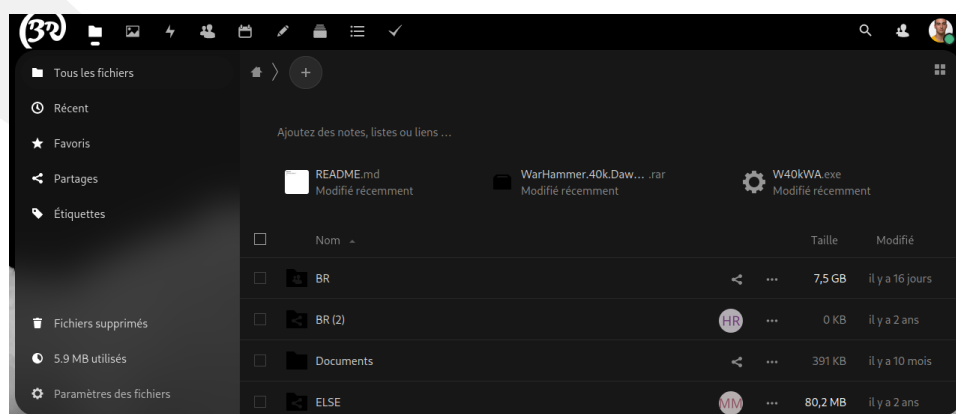 BR
Tous les fichiers
Récent
Favoris
Partages
Étiquettes
Fichiers supprimés
5.9 MB utilisés
Paramètres des fichiers
+
Ajoutez des notes, listes ou liens …
README.md
Modifié récemment
WarHammer.40k.Daw… .rar
Modifié récemment
W40kWA.exe
Modifié récemment
Nom Taille Modifié
BR 7,5 GB il y a 16 jours
BR (2) HR 0 KB il y a 2 ans
Documents 391 KB il y a 10 mois
ELSE MM 80,2 MB il y a 2 ans